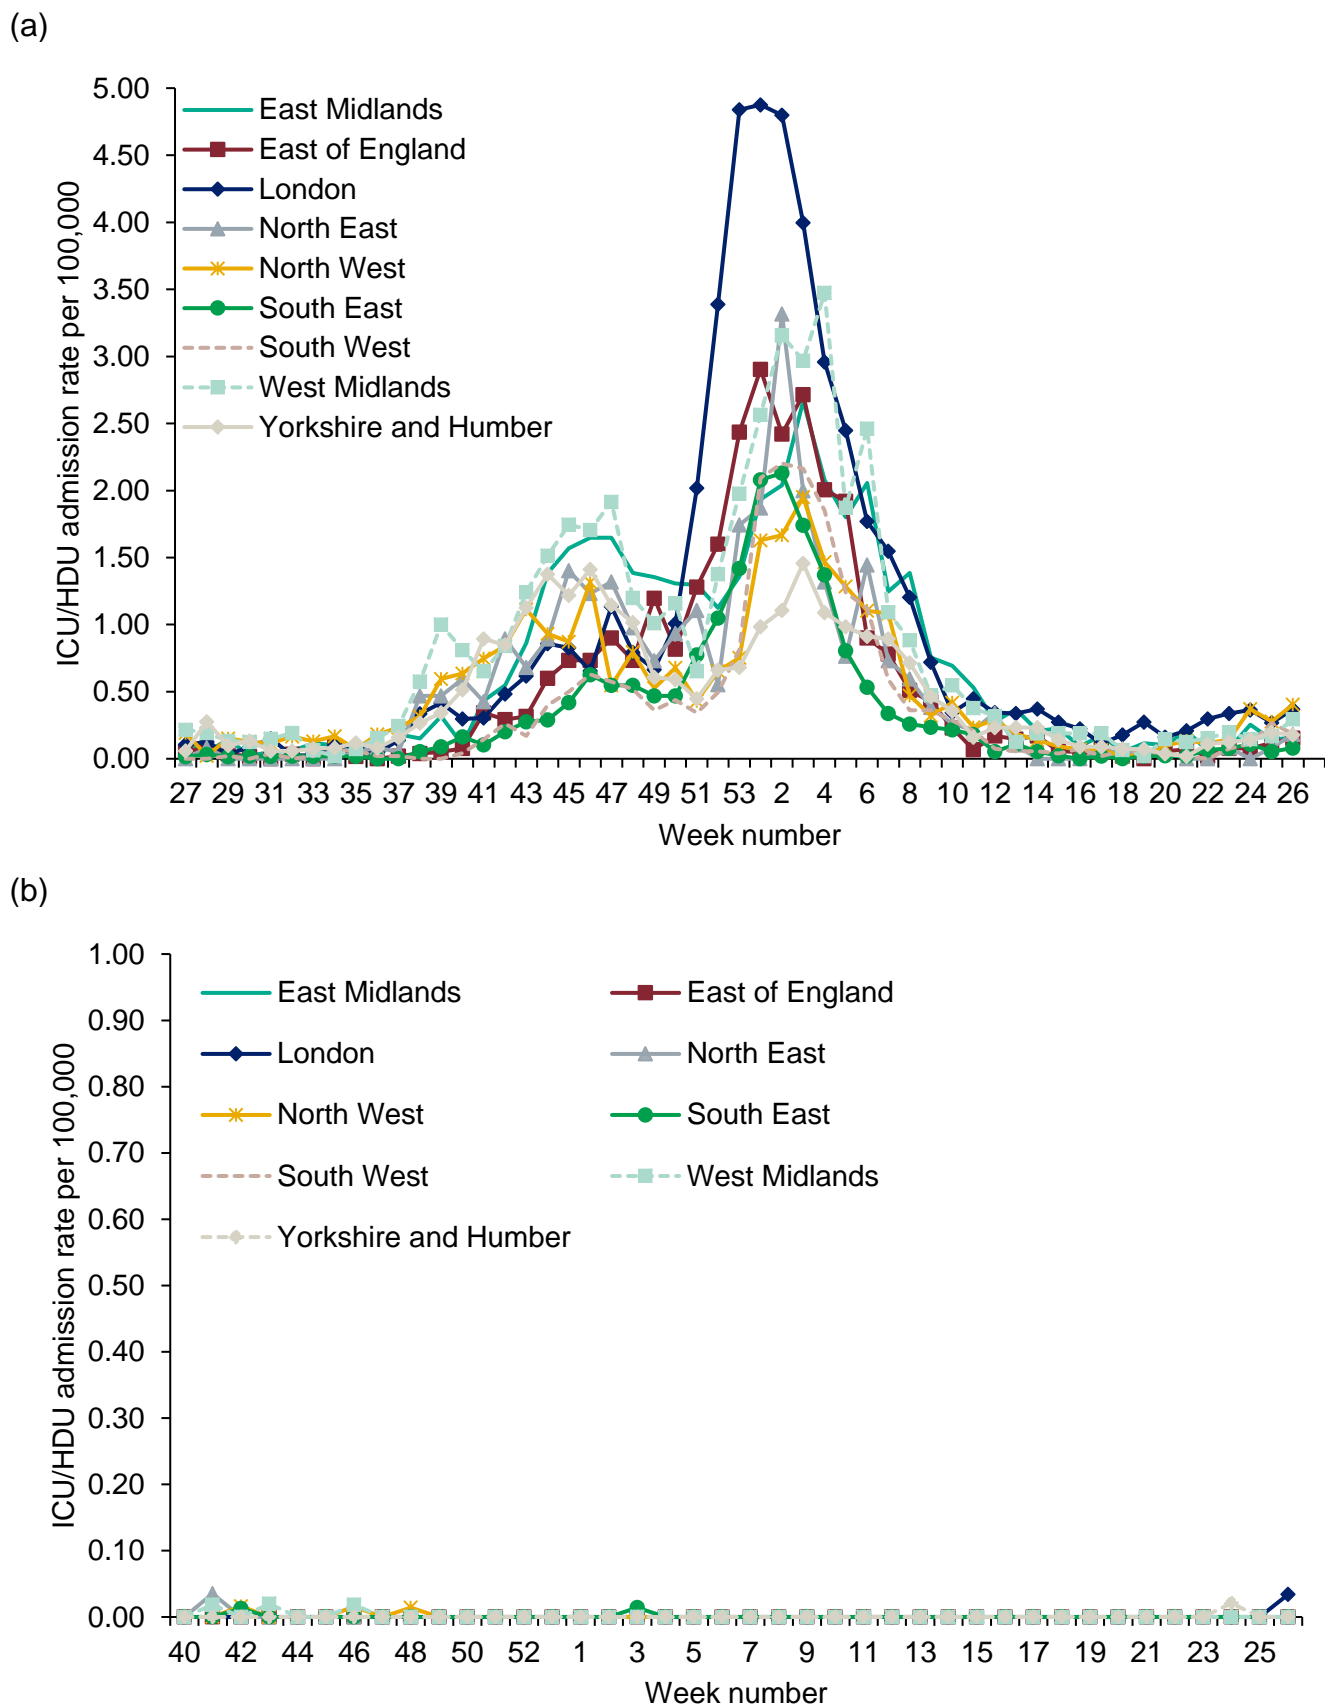 (a)
5.00
4.50
4.00
3.50
3.00
2.50
2.00
1.50
1.00
0.50
0.00
ICU/HDU admission rate per 100,000
East Midlands
East of England
London
North East
North West
South East
South West
West Midlands
Yorkshire and Humber
27 29 31 33 35 37 39 41 43 45 47 49 51 53 2 4 6 8 10 12 14 16 18 20 22 24 26
Week number
(b)
1.00
0.90
0.80
0.70
0.60
0.50
0.40
0.30
0.20
0.10
0.00
ICU/HDU admission rate per 100,000
East Midlands East of England
London North East
North West South East
South West West Midlands
Yorkshire and Humber
40 42 44 46 48 50 52 1 3 5 7 9 11 13 15 17 19 21 23 25
Week number